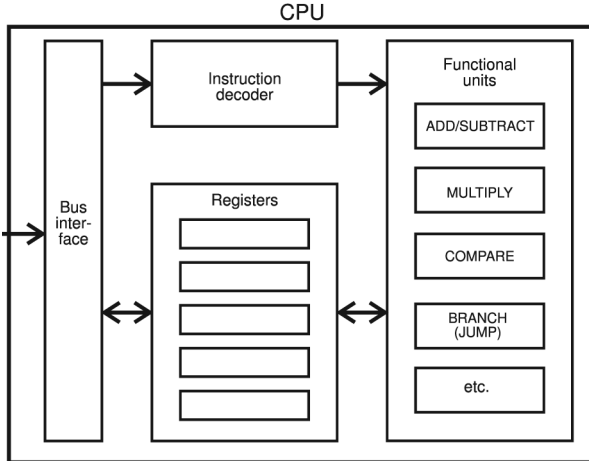 CPU
Bus
inter-
face
Instruction
decoder
Registers
Functional
units
ADD/SUBTRACT
MULTIPLY
COMPARE
BRANCH
(JUMP)
etc.